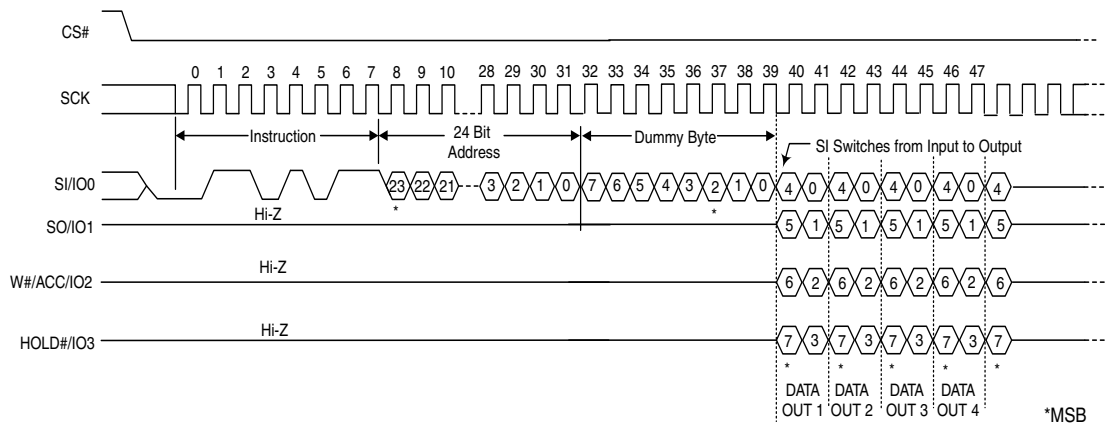 CS#
0 1 2 3 4 5 6 7 8 9 10 28 29 30 31 32 33 34 35 36 37 38 39 40 41 42 43 44 45 46 47
SCK
Instruction
24 Bit
Address
Dummy Byte
SI Switches from Input to Output
SI/IO0
23 22 21 3 2 1 0 7 6 5 4 3 2 1 0 4 0 4 0 4 0 4 0 4
* *
Hi-Z
SO/IO1
5 1 5 1 5 1 5 1 5
Hi-Z
W#/ACC/IO2
6 2 6 2 6 2 6 2 6
Hi-Z
HOLD#/IO3
7 3 7 3 7 3 7 3 7
* * * * *
DATA
OUT 1
DATA
OUT 2
DATA
OUT 3
DATA
OUT 4
*MSB